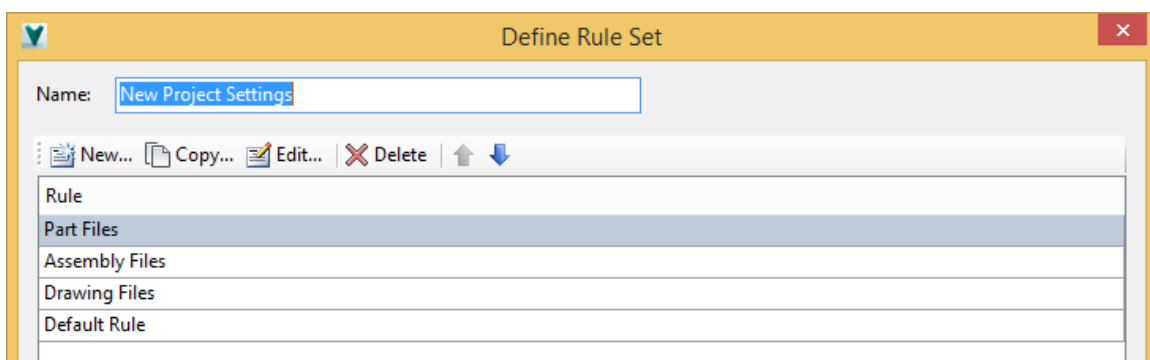 Define Rule Set
Name: New Project Settings
New... Copy... Edit... Delete
Rule
Part Files
Assembly Files
Drawing Files
Default Rule